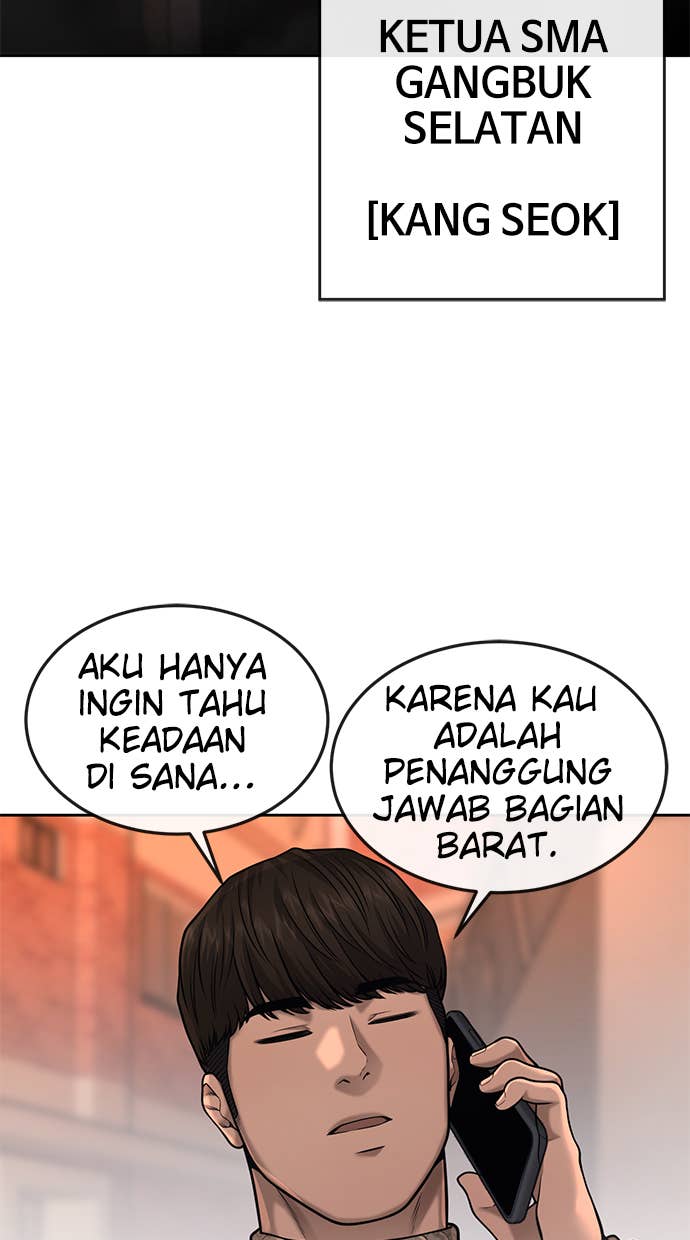 KETUA SMA
GANGBUK
SELATAN
[KANG SEOK]
AKU HANYA
INGIN TAHU
KEADAAN
DI SANA...
KARENA KAU
ADALAH
PENANGGUNG
JAWAB BAGIAN
BARAT.